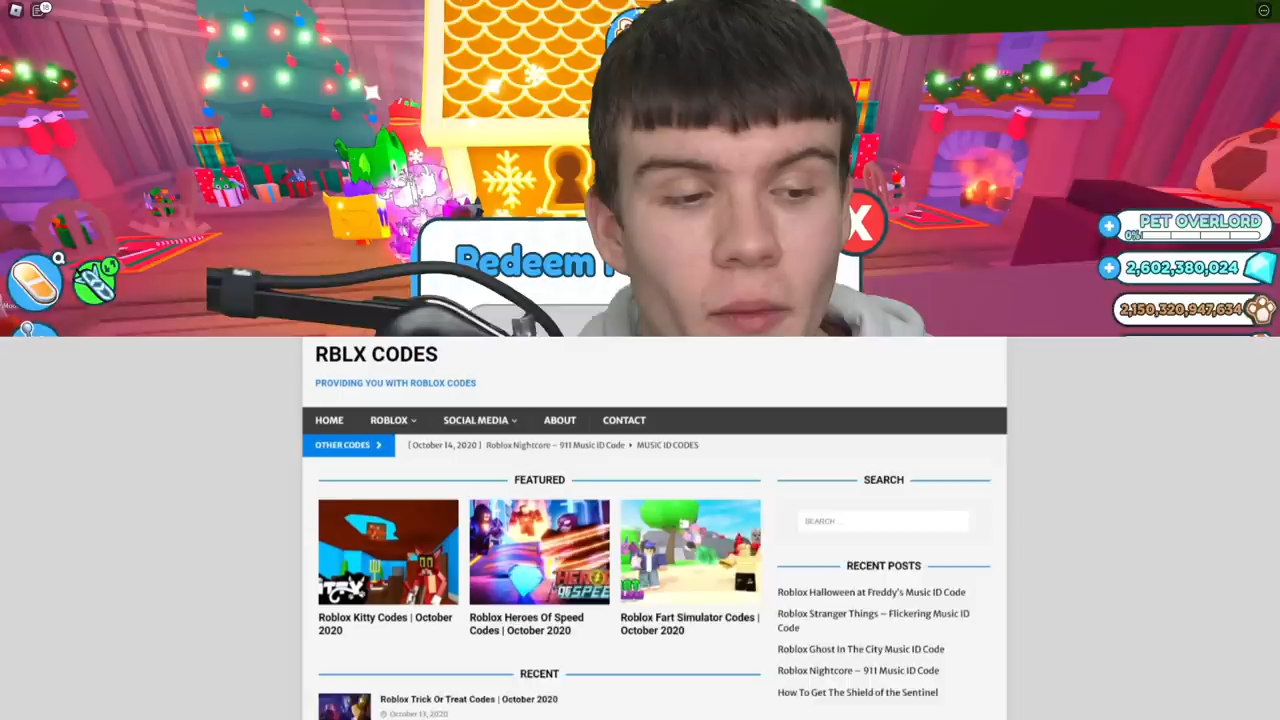 18
PET OVERLORD
0%
Q
2,602,380,024
Redeem
X
2,150,320,947,634
RBLX CODES
PROVIDING YOU WITH ROBLOX CODES
HOME ROBLOX SOCIAL MEDIA ABOUT CONTACT
OTHER CODES [ October 14, 2020 ] Roblox Nightcore – 911 Music ID Code MUSIC ID CODES
FEATURED
SEARCH
SEARCH ...
RECENT POSTS
Roblox Halloween at Freddy's Music ID Code
Roblox Stranger Things – Flickering Music ID
Code
Roblox Ghost In The City Music ID Code
Roblox Nightcore – 911 Music ID Code
How To Get The Shield of the Sentinel
HEROES
OF SPEED
Roblox Kitty Codes | October
2020
Roblox Heroes Of Speed
Codes | October 2020
Roblox Fart Simulator Codes |
October 2020
RECENT
Roblox Trick Or Treat Codes | October 2020
October 13, 2020